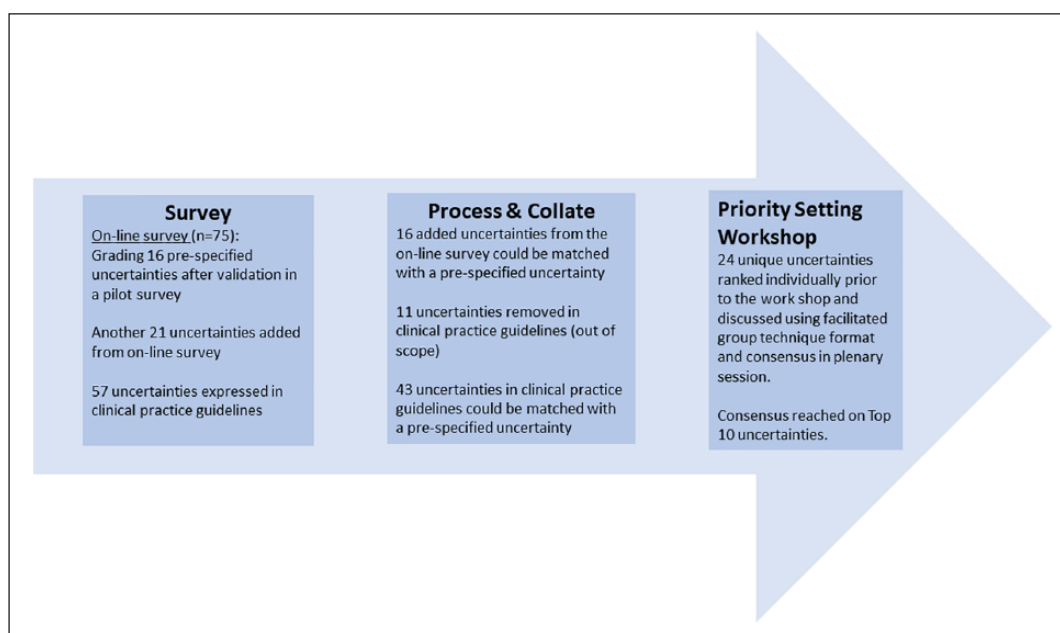 Survey
On-line survey (n=75):
Grading 16 pre-specified
uncertainties after validation in
a pilot survey
Another 21 uncertainties added
from on-line survey
57 uncertainties expressed in
clinical practice guidelines
Process & Collate
16 added uncertainties from the
on-line survey could be matched
with a pre-specified uncertainty
11 uncertainties removed in
clinical practice guidelines (out of
scope)
43 uncertainties in clinical practice
guidelines could be matched with
a pre-specified uncertainty
Priority Setting
Workshop
24 unique uncertainties
ranked individually prior
to the work shop and
discussed using facilitated
group technique format
and consensus in plenary
session.
Consensus reached on Top
10 uncertainties.